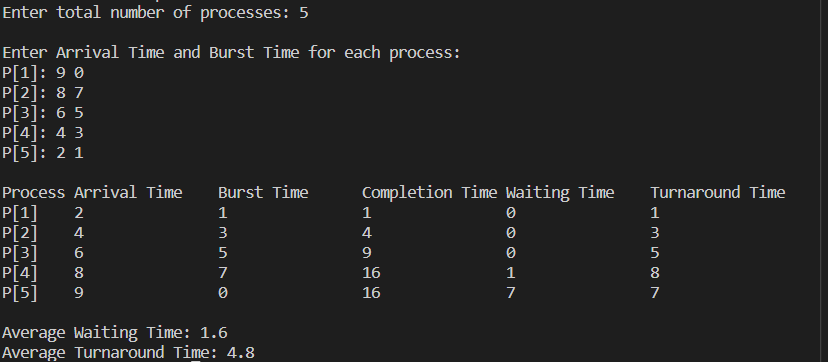 Enter total number of processes: 5
Enter Arrival Time and Burst Time for each process:
P[1]: 9 0
P[2]: 8 7
P[3]: 6 5
P[4]: 4 3
P[5]: 2 1
Process Arrival Time Burst Time Completion Time Waiting Time Turnaround Time
P[1] 2 1 1 0 1
P[2] 4 3 4 0 3
P[3] 6 5 9 0 5
P[4] 8 7 16 1 8
P[5] 9 0 16 7 7
Average Waiting Time: 1.6
Average Turnaround Time: 4.8